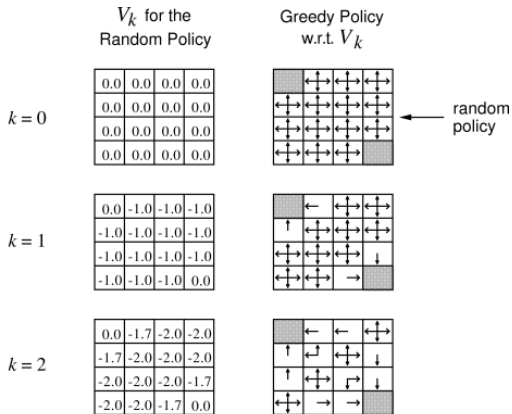 V_k for the
Random Policy
Greedy Policy
w.r.t. V_k
k = 0
0.0 0.0 0.0 0.0
0.0 0.0 0.0 0.0
0.0 0.0 0.0 0.0
0.0 0.0 0.0 0.0
random
policy
k = 1
0.0 -1.0 -1.0 -1.0
-1.0 -1.0 -1.0 -1.0
-1.0 -1.0 -1.0 -1.0
-1.0 -1.0 -1.0 0.0
k = 2
0.0 -1.7 -2.0 -2.0
-1.7 -2.0 -2.0 -2.0
-2.0 -2.0 -2.0 -1.7
-2.0 -2.0 -1.7 0.0